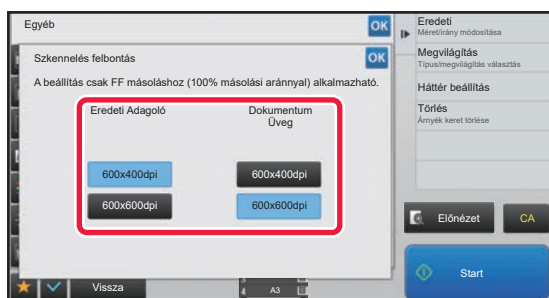 Egyéb
OK
Szkennelés felbontás
OK
A beállítás csak FF másoláshoz (100% másolási aránnyal) alkalmazható.
Eredeti Adagoló
Dokumentum
Üveg
600x400dpi
600x400dpi
600x600dpi
600x600dpi
Vissza
A3
4
Eredeti
Méret/irány módosítása
Megvilágítás
Típus/megvilágítás választás
Háttér beállítás
Törlés
Árnyék keret törlése
Előnézet
CA
Start